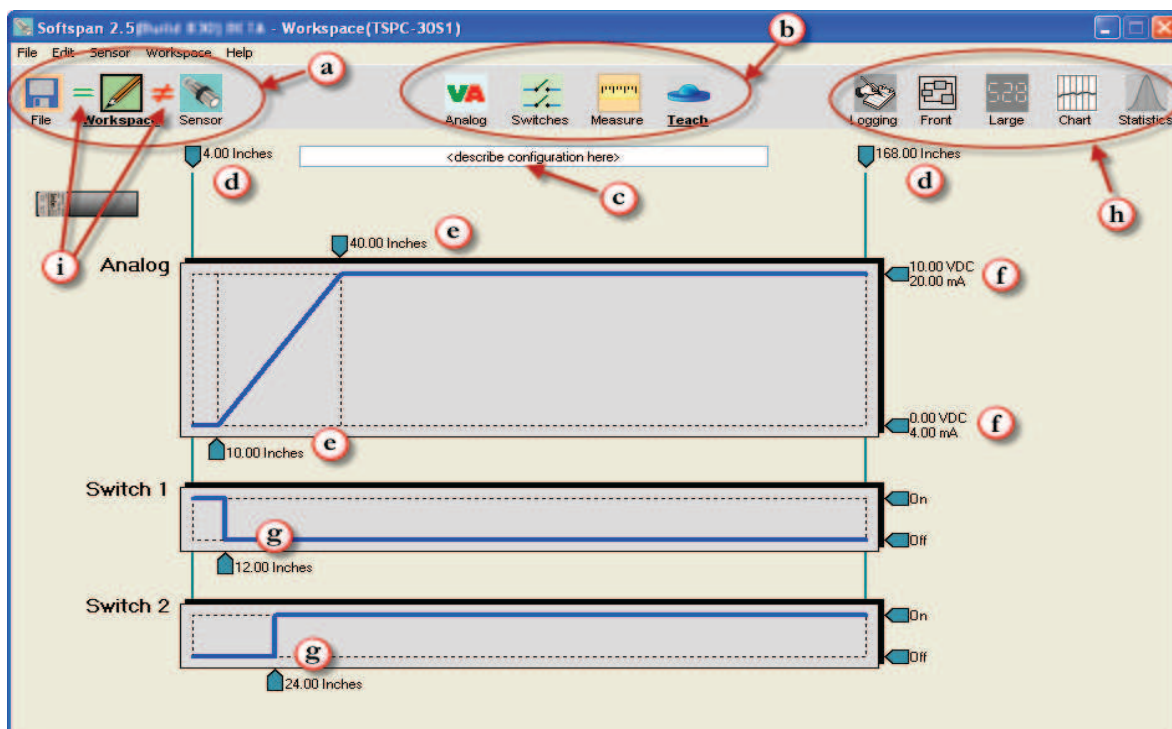 Softspan 2.5 - Workspace(TSPC-30S1)
File Edit Sensor Workspace Help
a
b
File Workspace Sensor
Analog Switches Measure Teach
Logging Front Large Chart Statistics
528
4.00 Inches
<describe configuration here>
168.00 Inches
d
c
d
h
i
40.00 Inches
e
Analog
10.00 VDC
20.00 mA
f
0.00 VDC
4.00 mA
f
10.00 Inches
e
Switch 1
On
g
Off
12.00 Inches
Switch 2
On
g
Off
24.00 Inches